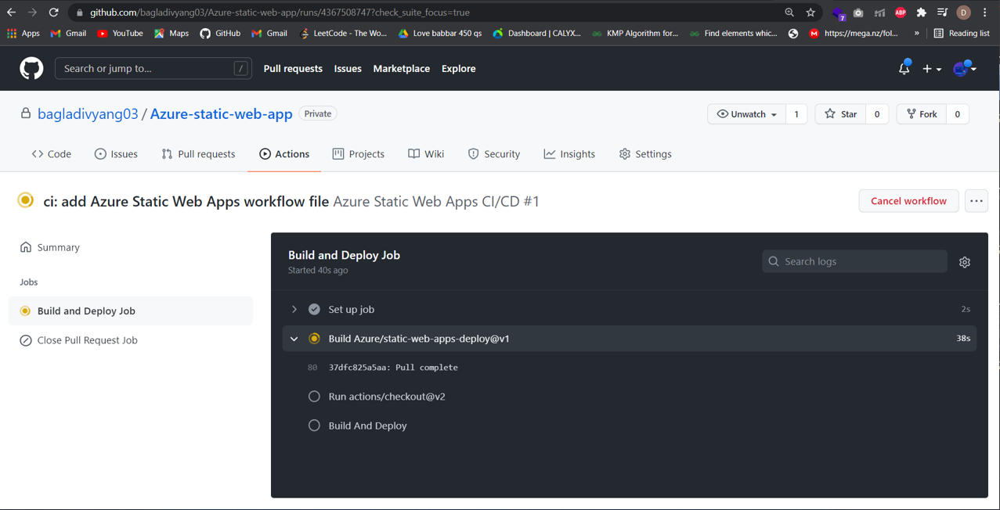 github.com/bagladivyang03/Azure-static-web-app/runs/4367508747?check_suite_focus=true
7
ABP
D
Apps
Gmail
YouTube
Maps
GitHub
Gmail
LeetCode - The Wo...
Love babbar 450 qs
Dashboard | CALYX...
KMP Algorithm for...
Find elements whic...
M
https://mega.nz/fol...
»
Reading list
Search or jump to...
/
Pull requests
Issues
Marketplace
Explore
bagladivyang03 / Azure-static-web-app
Private
Unwatch
1
Star
0
Fork
0
Code
Issues
Pull requests
Actions
Projects
Wiki
Security
Insights
Settings
ci: add Azure Static Web Apps workflow file Azure Static Web Apps CI/CD #1
Cancel workflow
Summary
Jobs
Build and Deploy Job
Close Pull Request Job
Build and Deploy Job
Started 40s ago
Search logs
Set up job
2s
Build Azure/static-web-apps-deploy@v1
38s
80 37dfc825a5aa: Pull complete
Run actions/checkout@v2
Build And Deploy